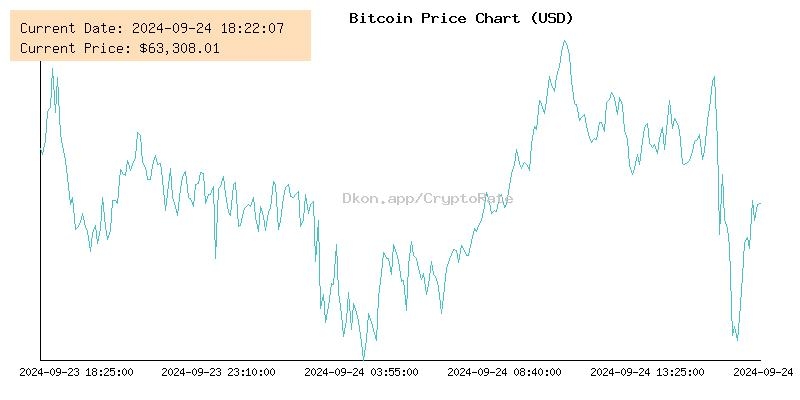 Bitcoin Price Chart (USD)
Current Date: 2024-09-24 18:22:07
Current Price: $63,308.01
Dkon.app/CryptoRate
2024-09-23 18:25:00 2024-09-23 23:10:00 2024-09-24 03:55:00 2024-09-24 08:40:00 2024-09-24 13:25:00 2024-09-24